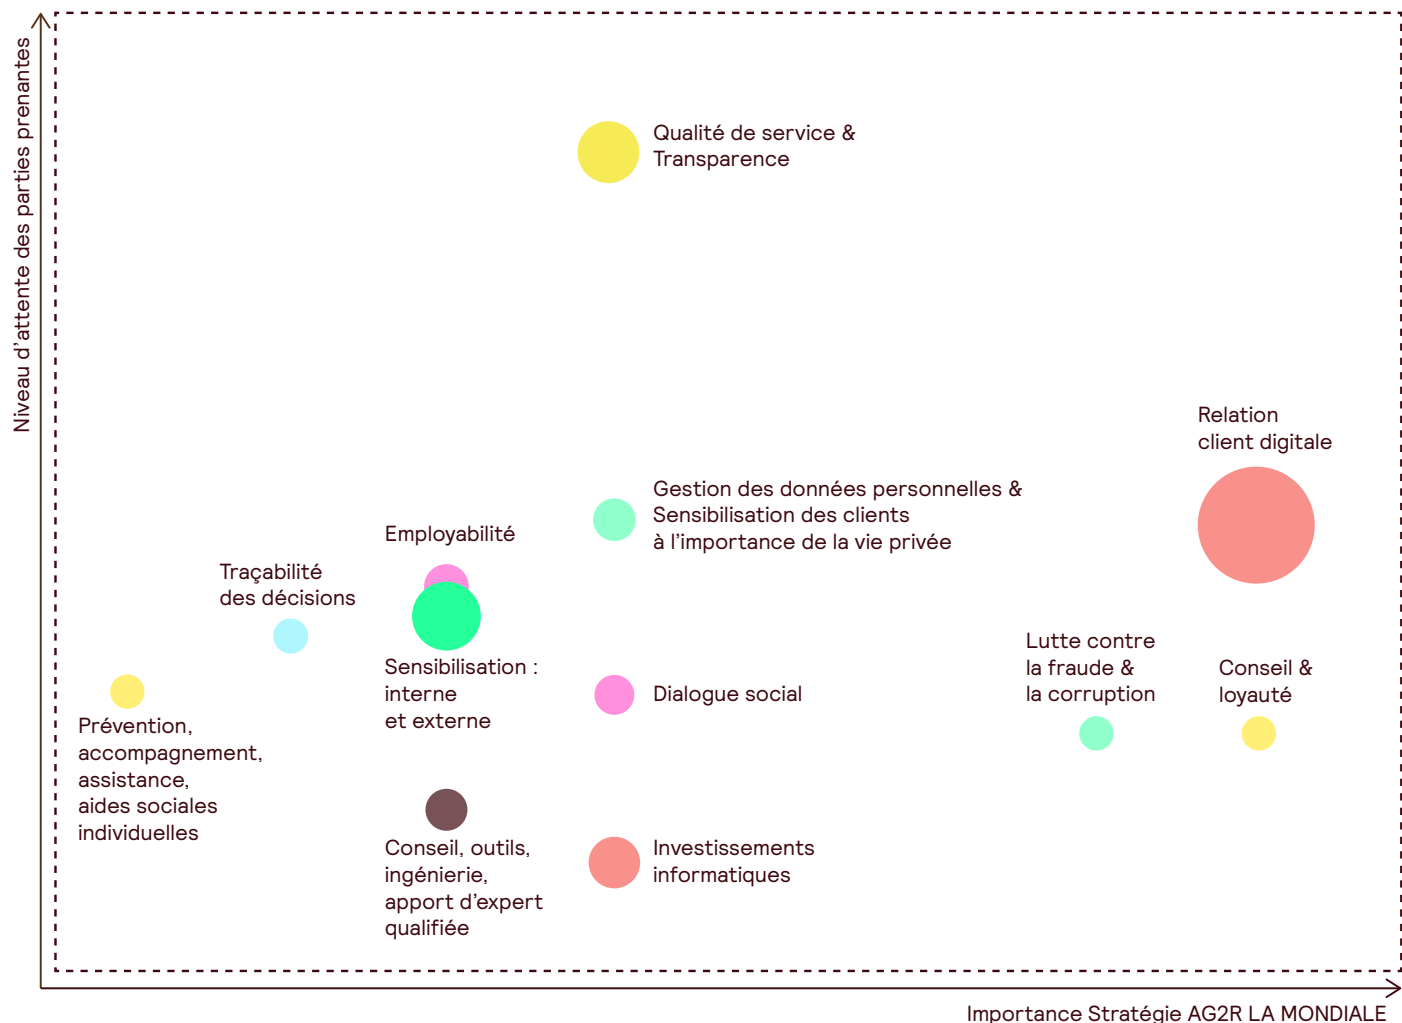 Niveau d'attente des parties prenantes
Qualité de service &
Transparence
Relation
client digitale
Gestion des données personnelles &
Sensibilisation des clients
à l'importance de la vie privée
Employabilité
Traçabilité
des décisions
Lutte contre
la fraude &
la corruption
Conseil &
loyauté
Sensibilisation :
interne
et externe
Dialogue social
Prévention,
accompagnement,
assistance,
aides sociales
individuelles
Conseil, outils,
ingénierie,
apport d'expert
qualifiée
Investissements
informatiques
Importance Stratégie AG2R LA MONDIALE